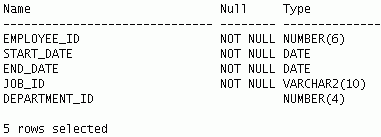 Name                           Null     Type
------------------------------ -------- --------------
EMPLOYEE_ID                    NOT NULL NUMBER(6)
START_DATE                     NOT NULL DATE
END_DATE                       NOT NULL DATE
JOB_ID                         NOT NULL VARCHAR2(10)
DEPARTMENT_ID                           NUMBER(4)

5 rows selected